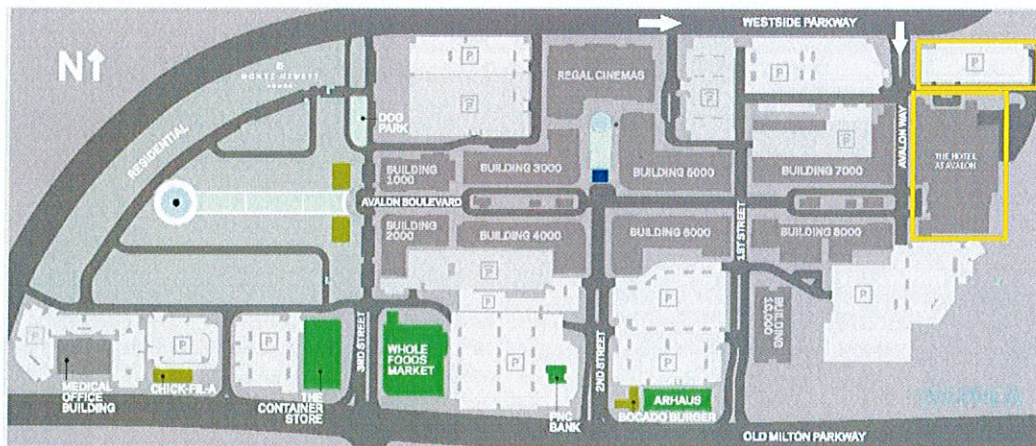 WESTSIDE PARKWAY
N
P
P
P
P
REGAL CINEMAS
P
P
AVALON WAY
DOG
PARK
RESIDENTIAL
THE HOTEL
AT AVALON
BUILDING
1000
BUILDING 3000
BUILDING 5000
BUILDING 7000
AVALON BOULEVARD
BUILDING
2000
BUILDING 4000
BUILDING 6000
1ST STREET
BUILDING 8000
P
P
P
P
BUILDING
10,000
P
P
P
P
P
3RD STREET
WHOLE
FOODS
MARKET
2ND STREET
MEDICAL
OFFICE
BUILDING
CHICK-FIL-A
THE
CONTAINER
STORE
PNC
BANK
BOCADO BURGER
ARHAUS
OLD MILTON PARKWAY